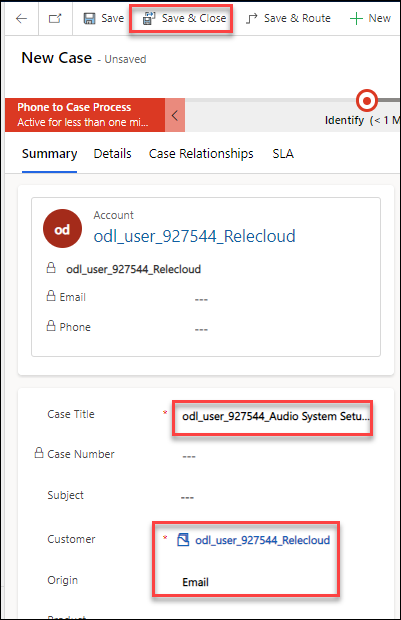 Save Save & Close Save & Route New
New Case - Unsaved
Phone to Case Process
Active for less than one mi...
Identify (< 1 M
Summary Details Case Relationships SLA
od
Account
odl_user_927544_Relecloud
odl_user_927544_Relecloud
Email ---
Phone ---
Case Title * odl_user_927544_Audio System Setu...
Case Number ---
Subject ---
Customer * odl_user_927544_Relecloud
Origin Email